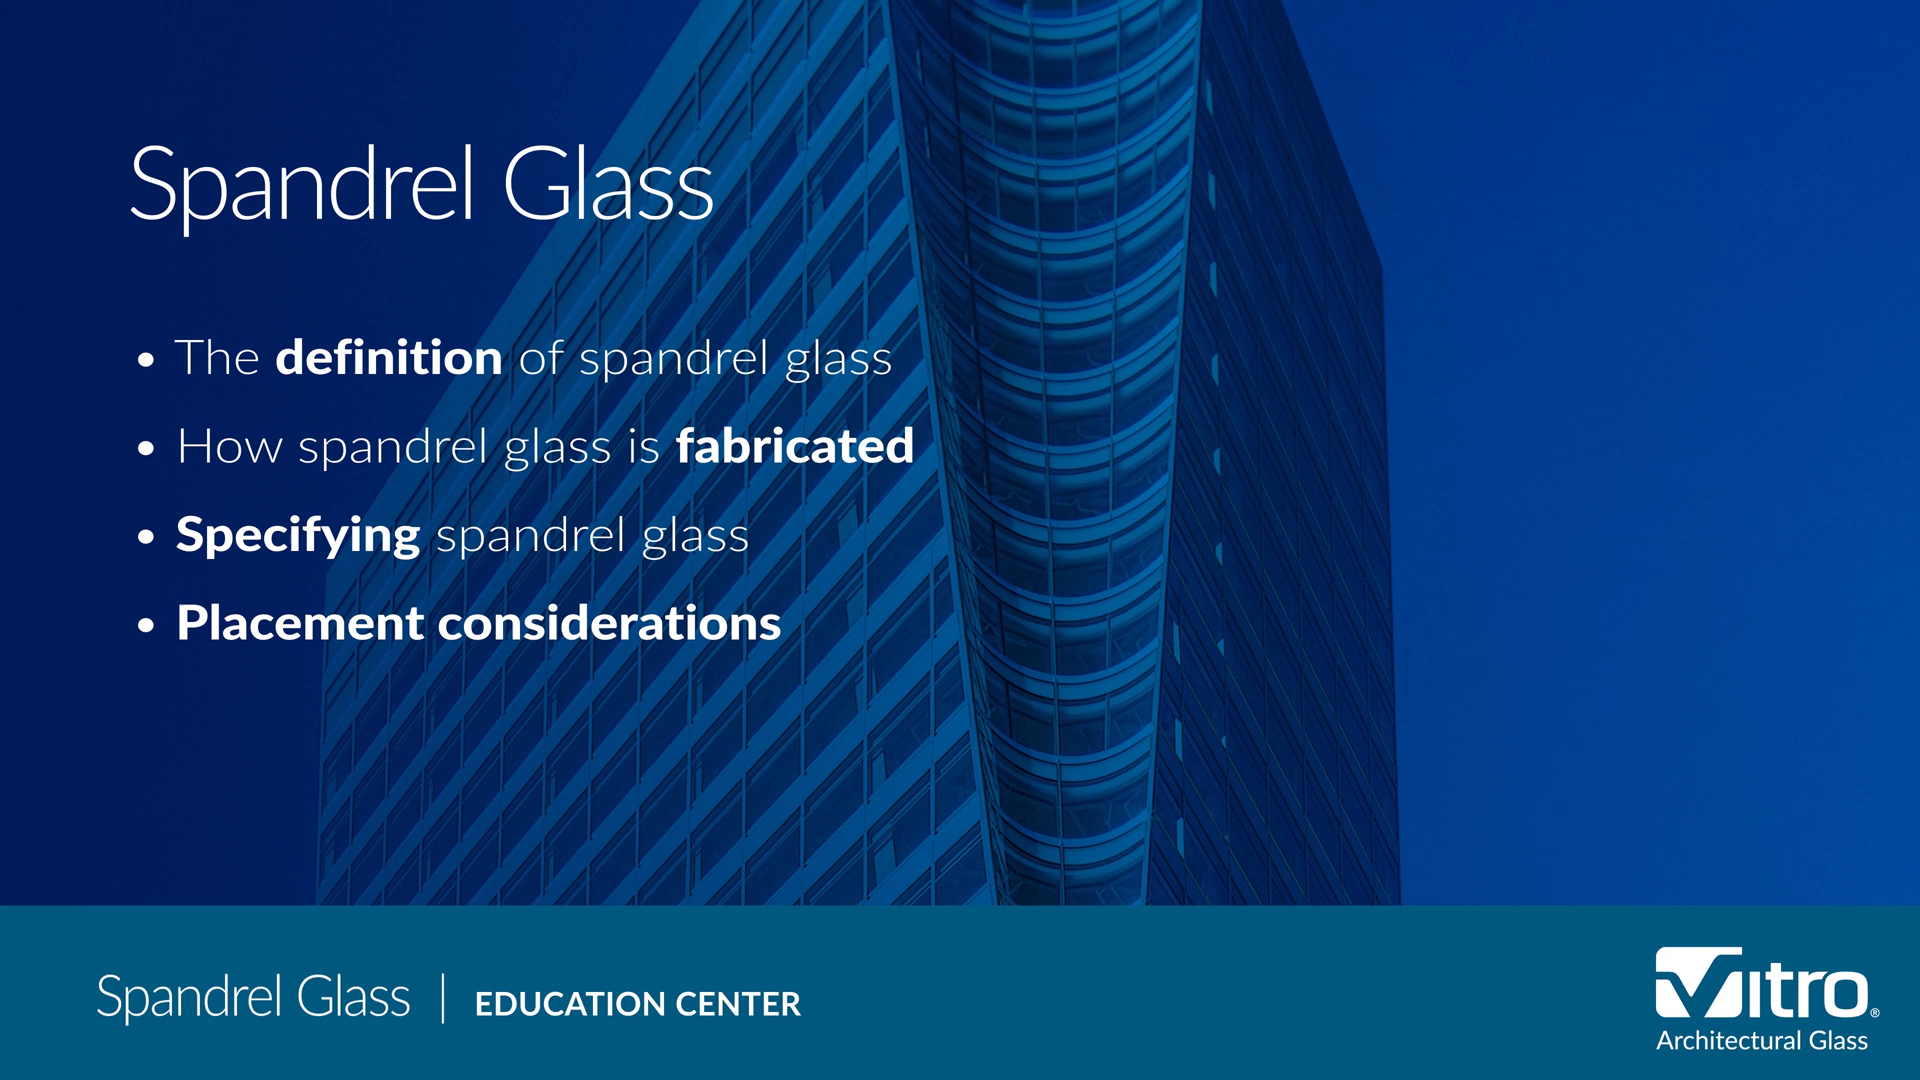 Spandrel Glass
• The definition of spandrel glass
• How spandrel glass is fabricated
• Specifying spandrel glass
• Placement considerations
Spandrel Glass | EDUCATION CENTER
Vitro®
Architectural Glass